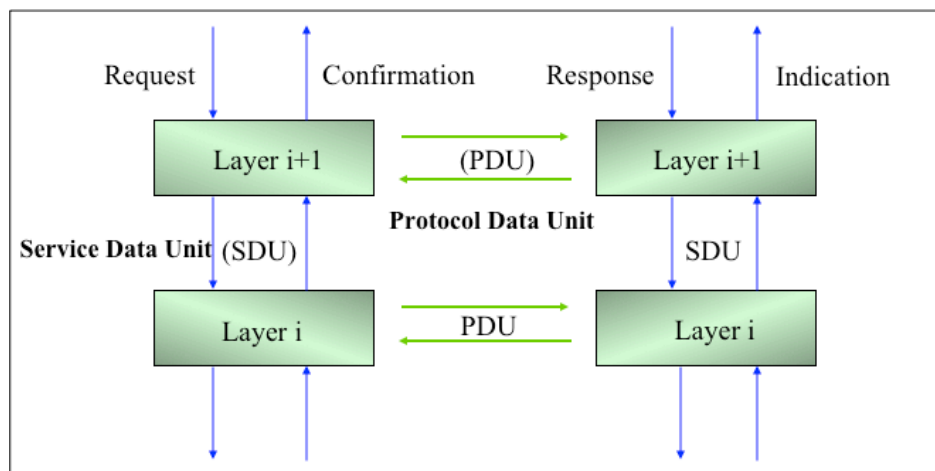 Request
Confirmation
Response
Indication
Layer i+1
(PDU)
Layer i+1
Protocol Data Unit
Service Data Unit (SDU)
SDU
Layer i
PDU
Layer i